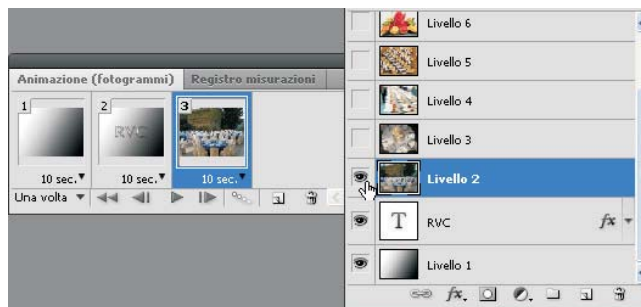 Animazione (fotogrammi) Registro misurazioni
1 2 3
RVC
10 sec. 10 sec. 10 sec.
Una volta
Livello 6
Livello 5
Livello 4
Livello 3
Livello 2
T RVC fx
Livello 1
fx.